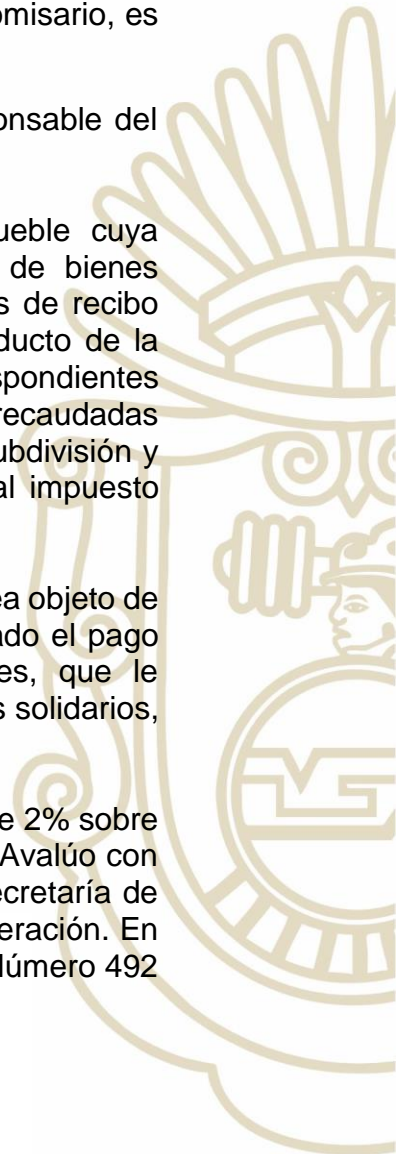 omisario, es
onsable del
ueble cuya
de bienes
s de recibo
ducto de la
spondientes
recaudadas
ubdivisión y
al impuesto
ea objeto de
ado el pago
es, que le
s solidarios,
e 2% sobre
Avalúo con
ecretaría de
eración. En
Número 492